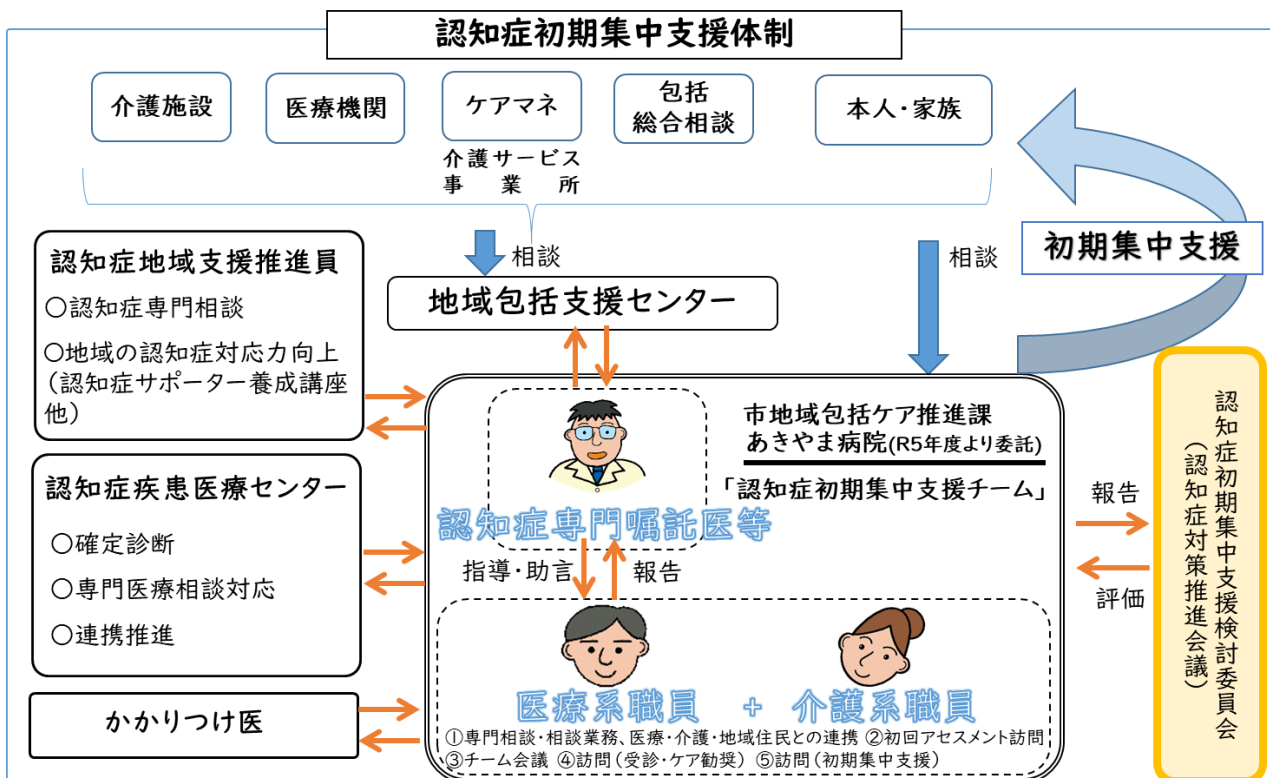 認知症初期集中支援体制
介護施設
医療機関
ケアマネ
包括
総合相談
本人・家族
介護サービス
事業所
相談
相談
初期集中支援
認知症地域支援推進員
○認知症専門相談
○地域の認知症対応力向上
(認知症サポーター養成講座
他)
地域包括支援センター
認知症疾患医療センター
○確定診断
○専門医療相談対応
○連携推進
かかりつけ医
市地域包括ケア推進課
あきやま病院(R5年度より委託)
「認知症初期集中支援チーム」
認知症専門嘱託医等
指導・助言
報告
医療系職員 + 介護系職員
①専門相談・相談業務、医療・介護・地域住民との連携 ②初回アセスメント訪問
③チーム会議 ④訪問(受診・ケア勧奨) ⑤訪問(初期集中支援)
報告
評価
認知症初期集中支援検討委員会
(認知症対策推進会議)